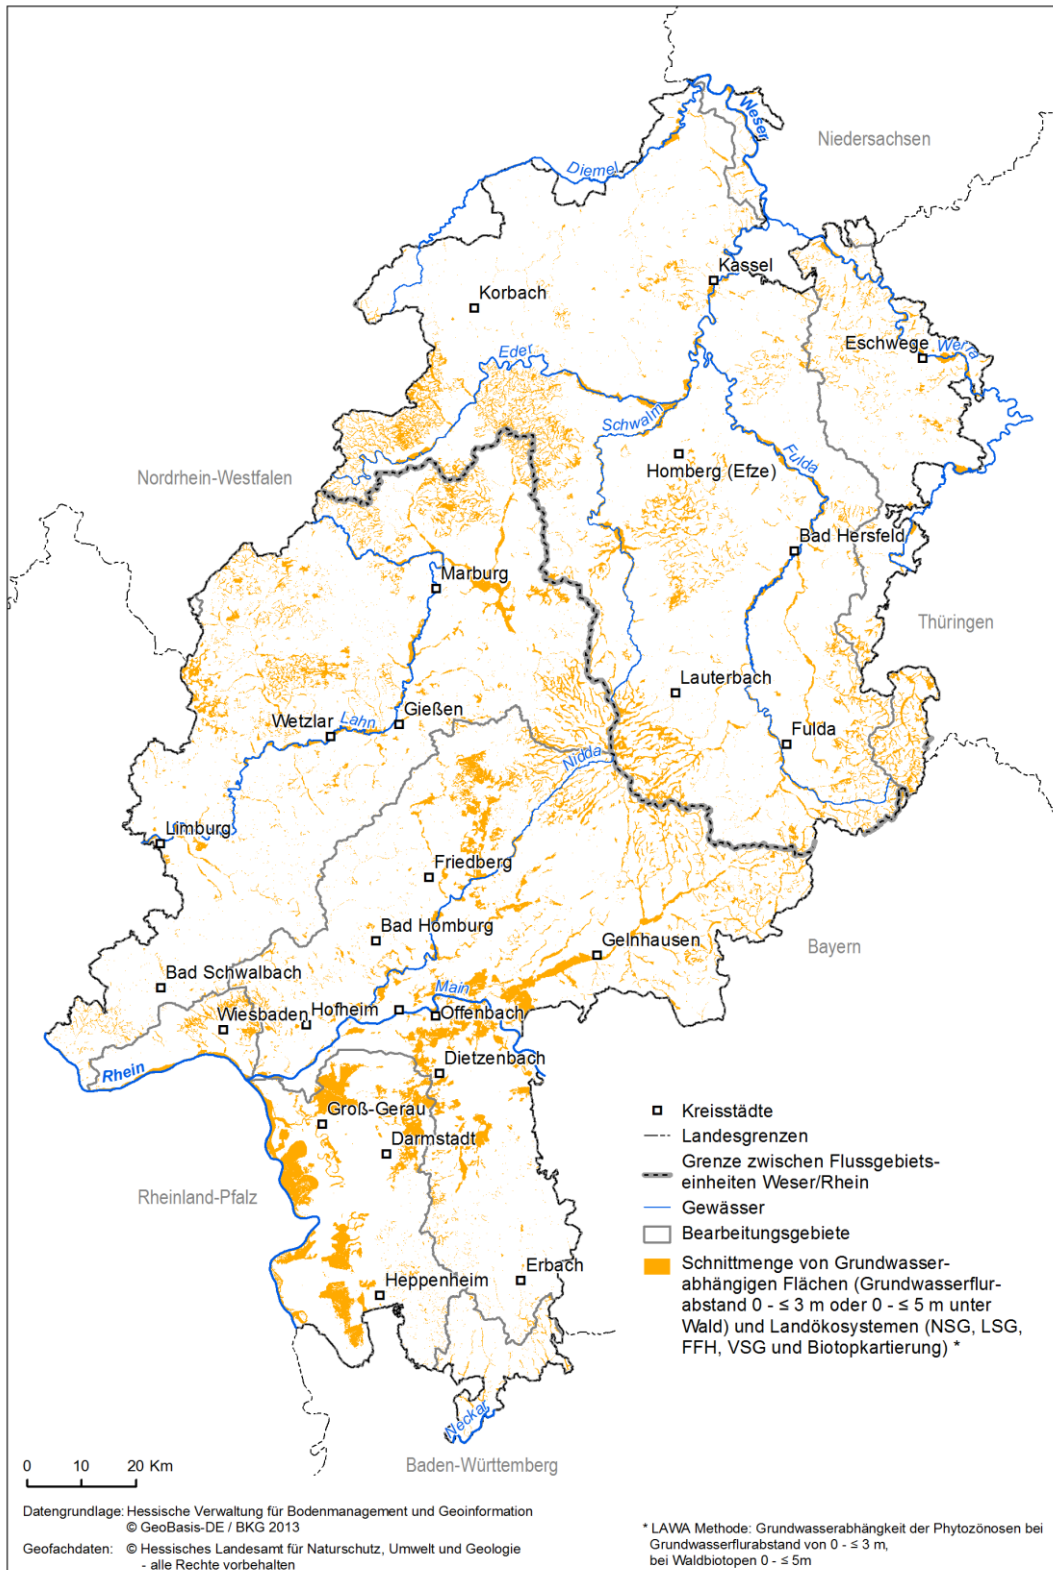 Weser
Niedersachsen
Diemel
Kassel
Korbach
Eschwege
Werra
Eder
Schwalm
Homberg (Efze)
Fulda
Nordrhein-Westfalen
Bad Hersfeld
Marburg
Thüringen
Lauterbach
Gießen
Lahn
Wetzlar
Fulda
Nidda
Limburg
Friedberg
Bad Homburg
Gelnhausen
Bayern
Bad Schwalbach
Main
Hofheim
Wiesbaden
Offenbach
Rhein
Dietzenbach
Groß-Gerau
Darmstadt
Rheinland-Pfalz
Erbach
Heppenheim
Neckar
Baden-Württemberg
Kreisstädte
Landesgrenzen
Grenze zwischen Flussgebiets-
einheiten Weser/Rhein
Gewässer
Bearbeitungsgebiete
Schnittmenge von Grundwasser-
abhängigen Flächen (Grundwasserflur-
abstand 0 - ≤ 3 m oder 0 - ≤ 5 m unter
Wald) und Landökosystemen (NSG, LSG,
FFH, VSG und Biotopkartierung) *
0 10 20 Km
Datengrundlage: Hessische Verwaltung für Bodenmanagement und Geoinformation
© GeoBasis-DE / BKG 2013
Geofachdaten: © Hessisches Landesamt für Naturschutz, Umwelt und Geologie
- alle Rechte vorbehalten
* LAWA Methode: Grundwasserabhängkeit der Phytozönosen bei
Grundwasserflurabstand von 0 - ≤ 3 m,
bei Waldbiotopen 0 - ≤ 5m